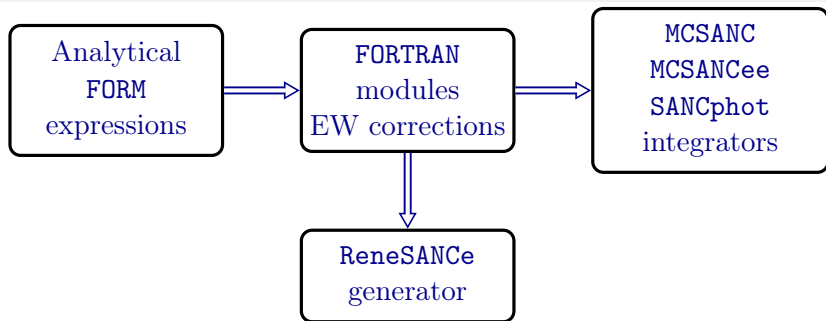 Analytical
FORM
expressions
FORTRAN
modules
EW corrections
MCSANC
MCSANCee
SANCphot
integrators
ReneSANCe
generator